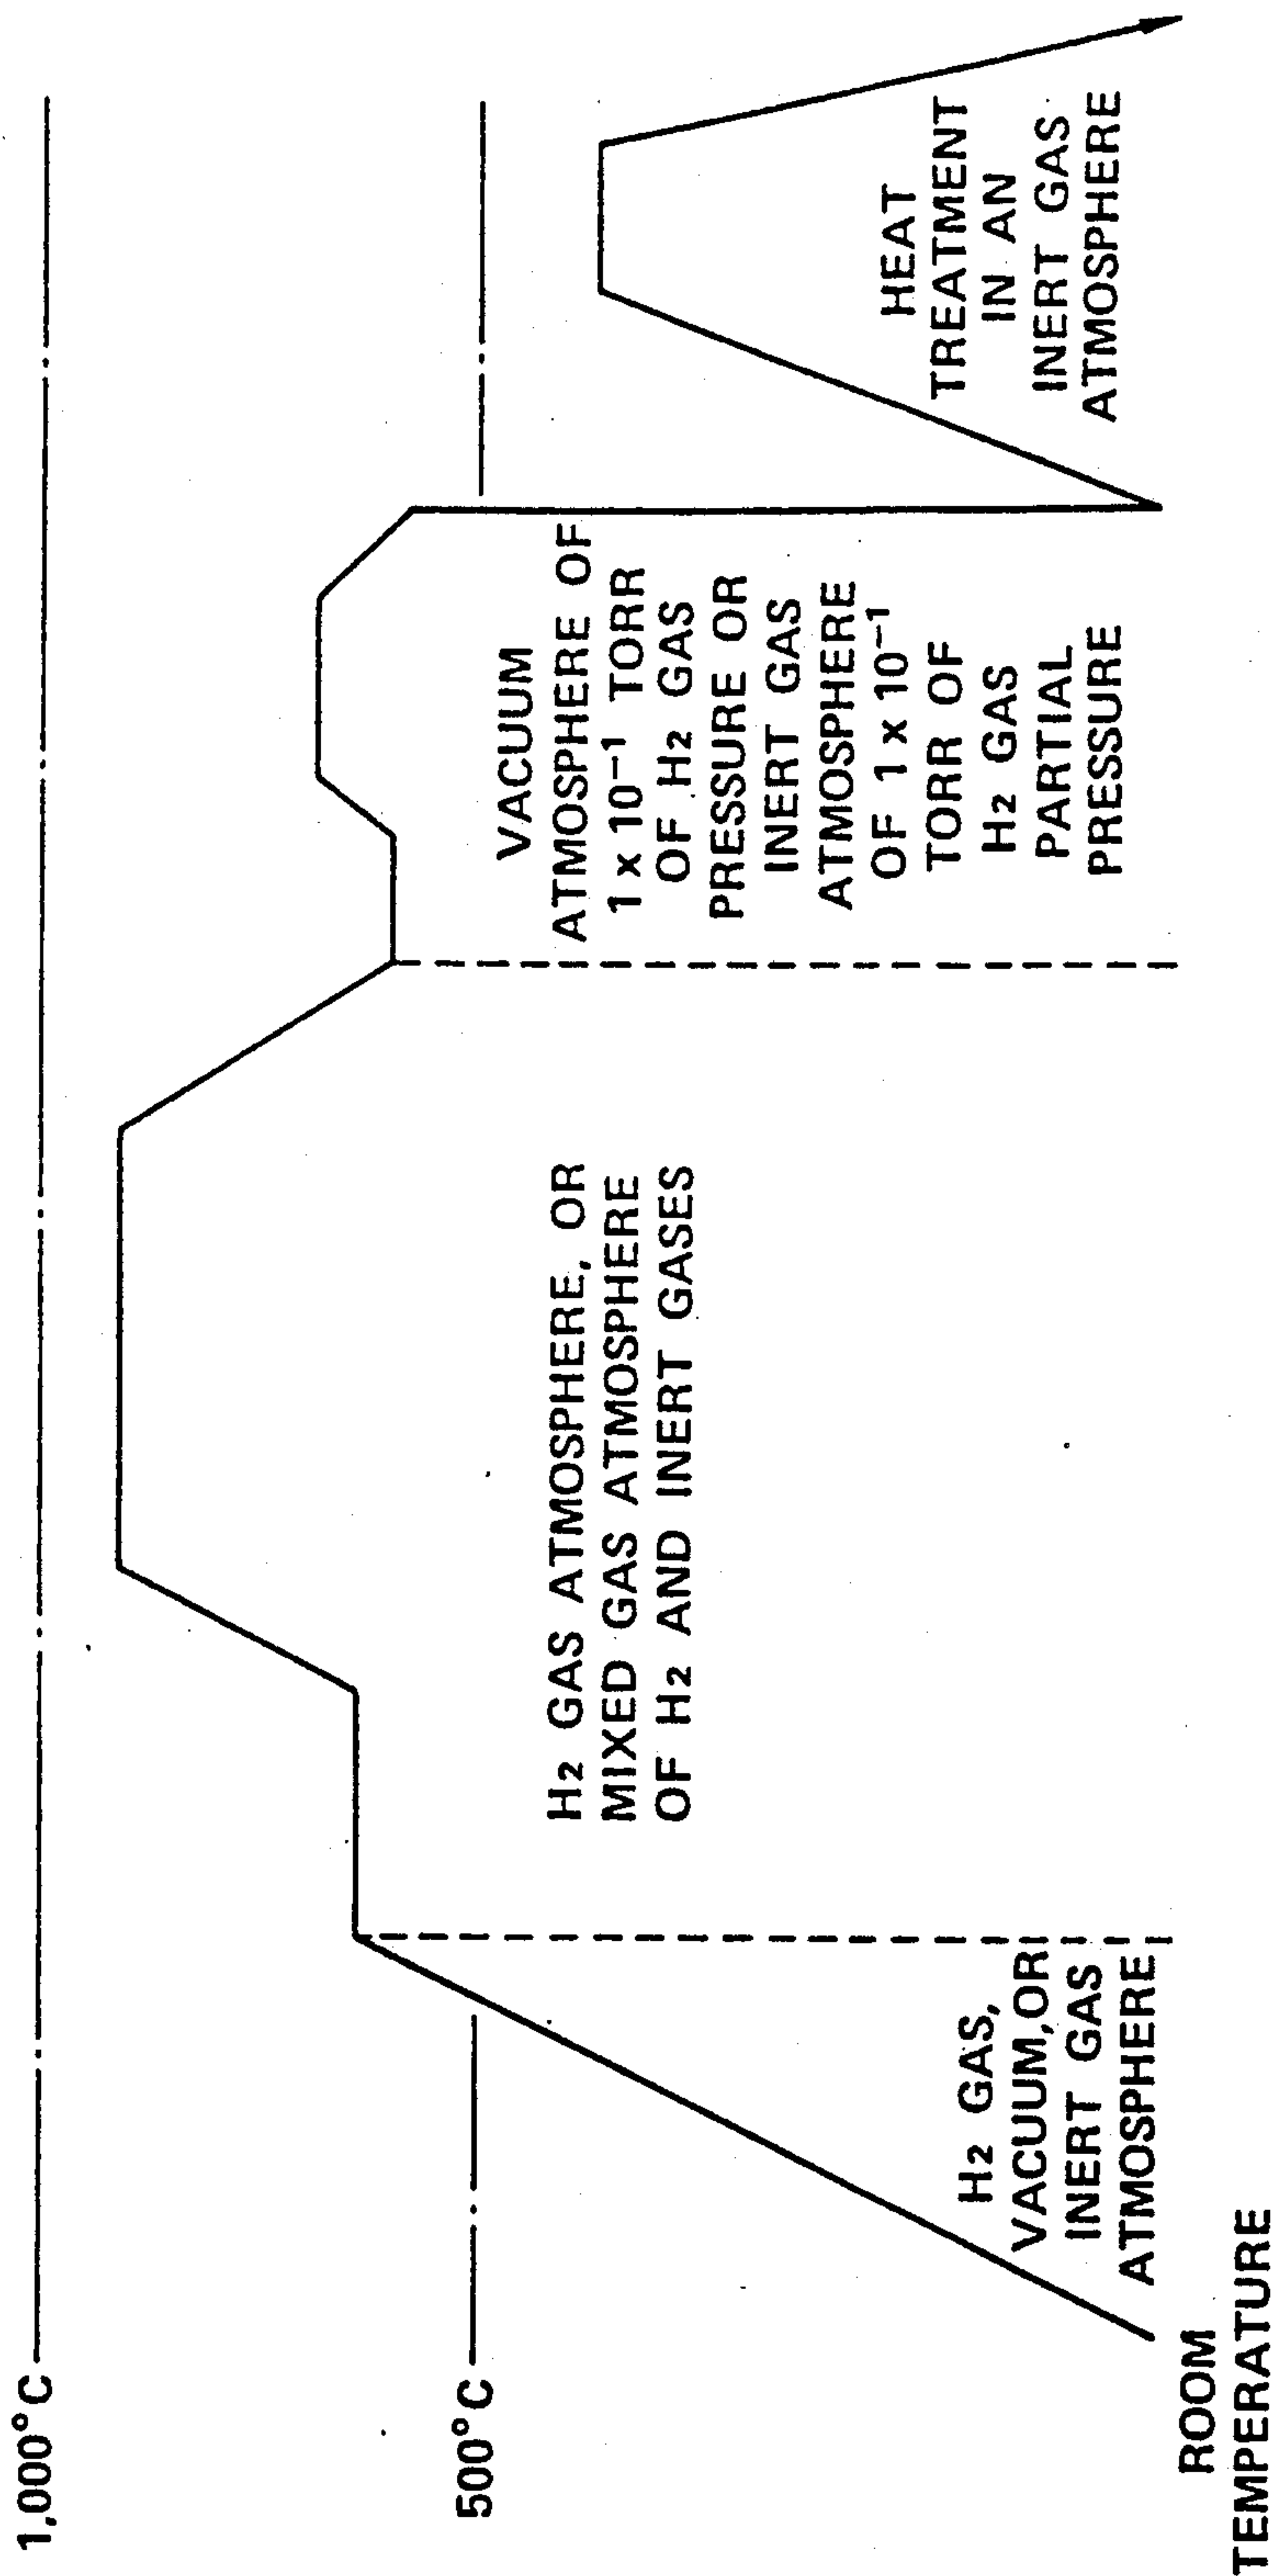 1,000°C
500°C
ROOM
TEMPERATURE
H2 GAS,
VACUUM, OR
INERT GAS
ATMOSPHERE
H2 GAS ATMOSPHERE, OR
MIXED GAS ATMOSPHERE
OF H2 AND INERT GASES
VACUUM
ATMOSPHERE OF
1 x 10⁻¹ TORR
OF H2 GAS
PRESSURE OR
INERT GAS
ATMOSPHERE
OF 1 x 10⁻¹
TORR OF
H2 GAS
PARTIAL
PRESSURE
HEAT
TREATMENT
IN AN
INERT GAS
ATMOSPHERE